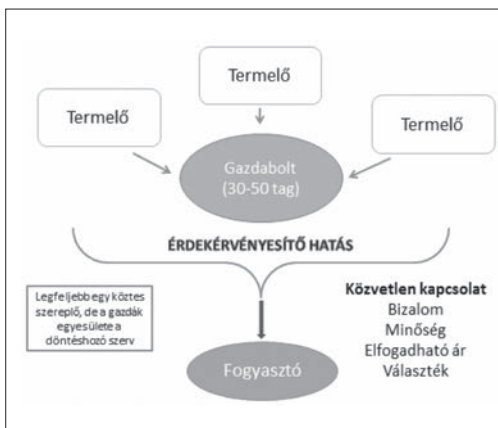 Termelő
Termelő
Termelő
Gazdabolt
(30-50 tag)
ÉRDEKÉRVÉNYESÍTŐ HATÁS
Legfeljebb egy köztes
szereplő, de a gazdák
egyesülete a
döntéshozó szerv
Közvetlen kapcsolat
Bizalom
Minőség
Elfogadható ár
Választék
Fogyasztó